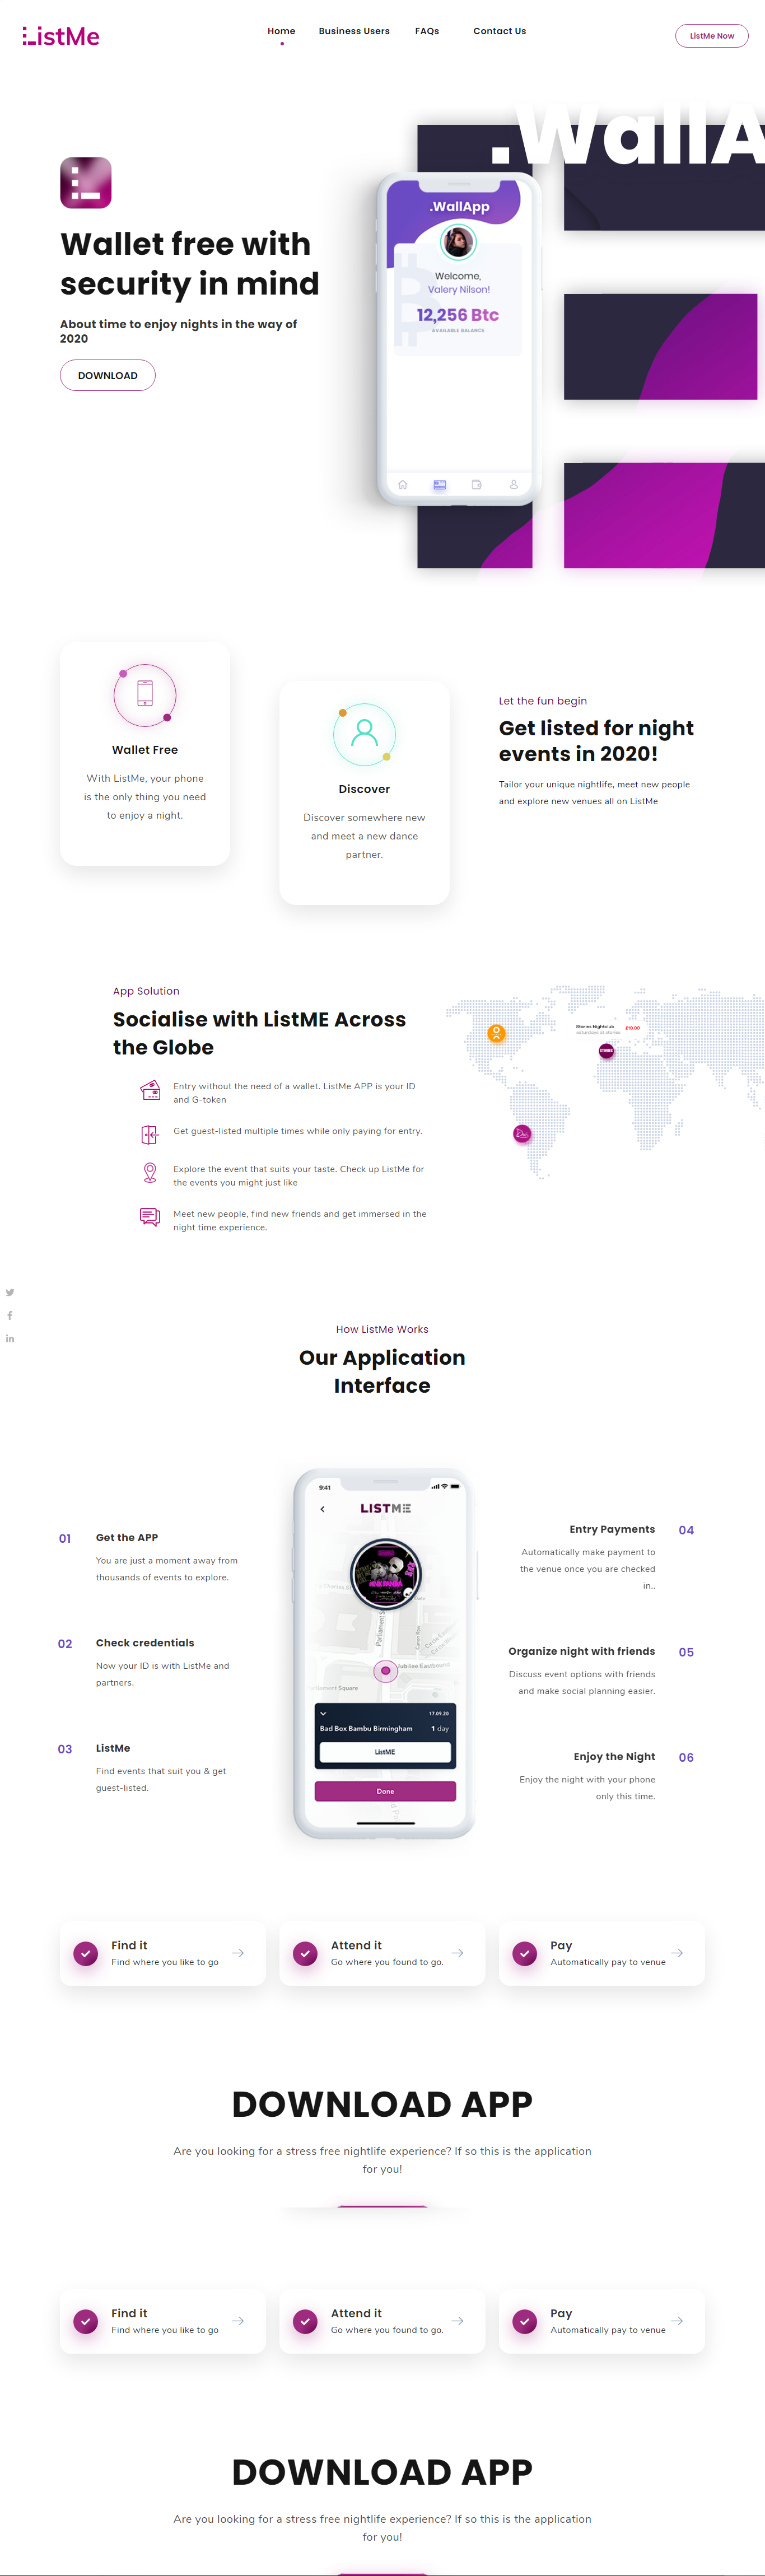 ListMe
Home
Business Users
FAQs
Contact Us
ListMe Now
.WallA
.WallApp
Welcome,
Valery Nilson!
12,256 Btc
AVAILABLE BALANCE
Wallet free with
security in mind
About time to enjoy nights in the way of
2020
DOWNLOAD
Wallet Free
With ListMe, your phone
is the only thing you need
to enjoy a night.
Discover
Discover somewhere new
and meet a new dance
partner.
Let the fun begin
Get listed for night
events in 2020!
Tailor your unique nightlife, meet new people
and explore new venues all on ListMe
App Solution
Socialise with ListME Across
the Globe
Entry without the need of a wallet. ListMe APP is your ID
and G-token
Get guest-listed multiple times while only paying for entry.
Explore the event that suits your taste. Check up ListMe for
the events you might just like
Meet new people, find new friends and get immersed in the
night time experience.
Stories Nightclub
£10.00
STORIES
How ListMe Works
Our Application
Interface
01
Get the APP
You are just a moment away from
thousands of events to explore.
02
Check credentials
Now your ID is with ListMe and
partners.
03
ListMe
Find events that suit you & get
guest-listed.
9:41
LISTME
Parliament S
Jubilee
17.09.20
Bad Box Bambu Birmingham
1 day
ListME
Done
Entry Payments
04
Automatically make payment to
the venue once you are checked
in..
Organize night with friends
05
Discuss event options with friends
and make social planning easier.
Enjoy the Night
06
Enjoy the night with your phone
only this time.
Find it
Find where you like to go
Attend it
Go where you found to go.
Pay
Automatically pay to venue
DOWNLOAD APP
Are you looking for a stress free nightlife experience? If so this is the application
for you!
Find it
Find where you like to go
Attend it
Go where you found to go.
Pay
Automatically pay to venue
DOWNLOAD APP
Are you looking for a stress free nightlife experience? If so this is the application
for you!